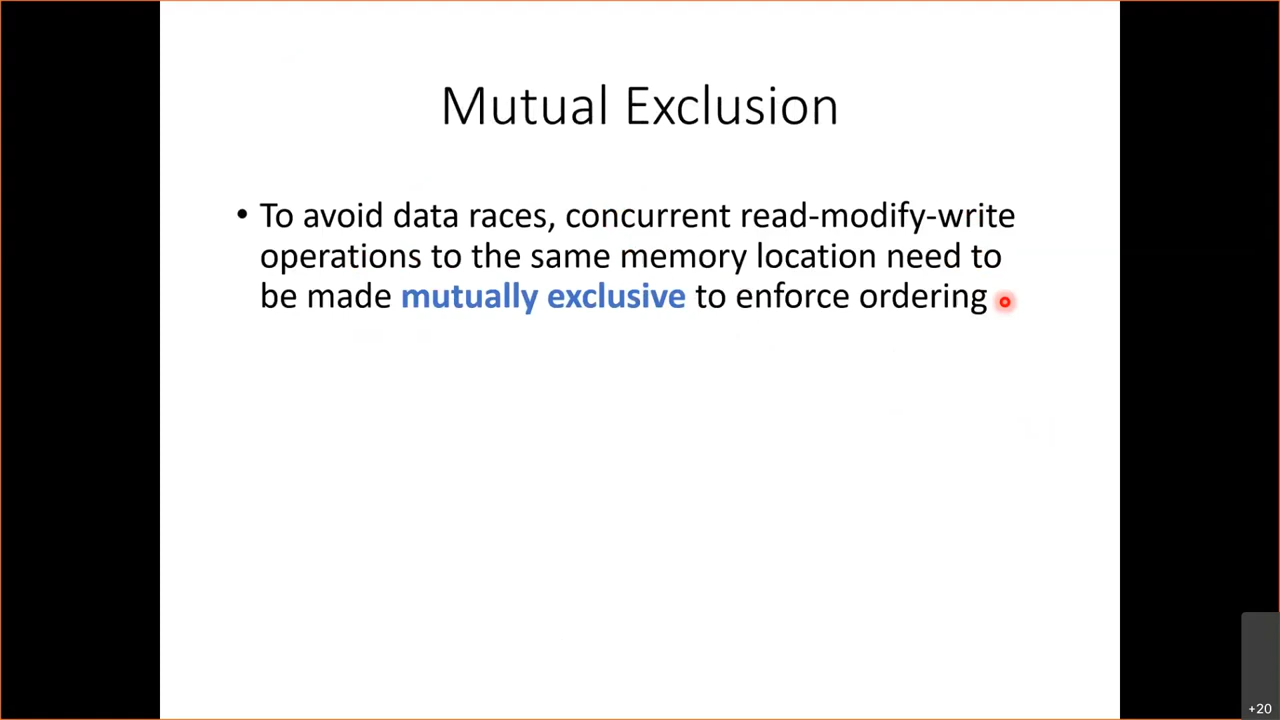 Mutual Exclusion
• To avoid data races, concurrent read-modify-write
operations to the same memory location need to
be made mutually exclusive to enforce ordering
+20